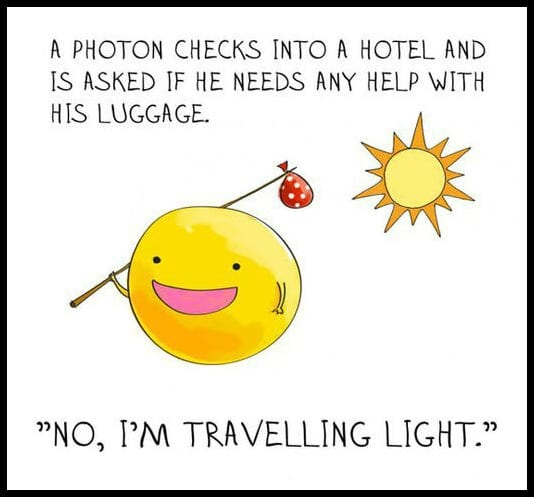 A PHOTON CHECKS INTO A HOTEL AND
IS ASKED IF HE NEEDS ANY HELP WITH
HIS LUGGAGE.
”NO, I’M TRAVELLING LIGHT.”